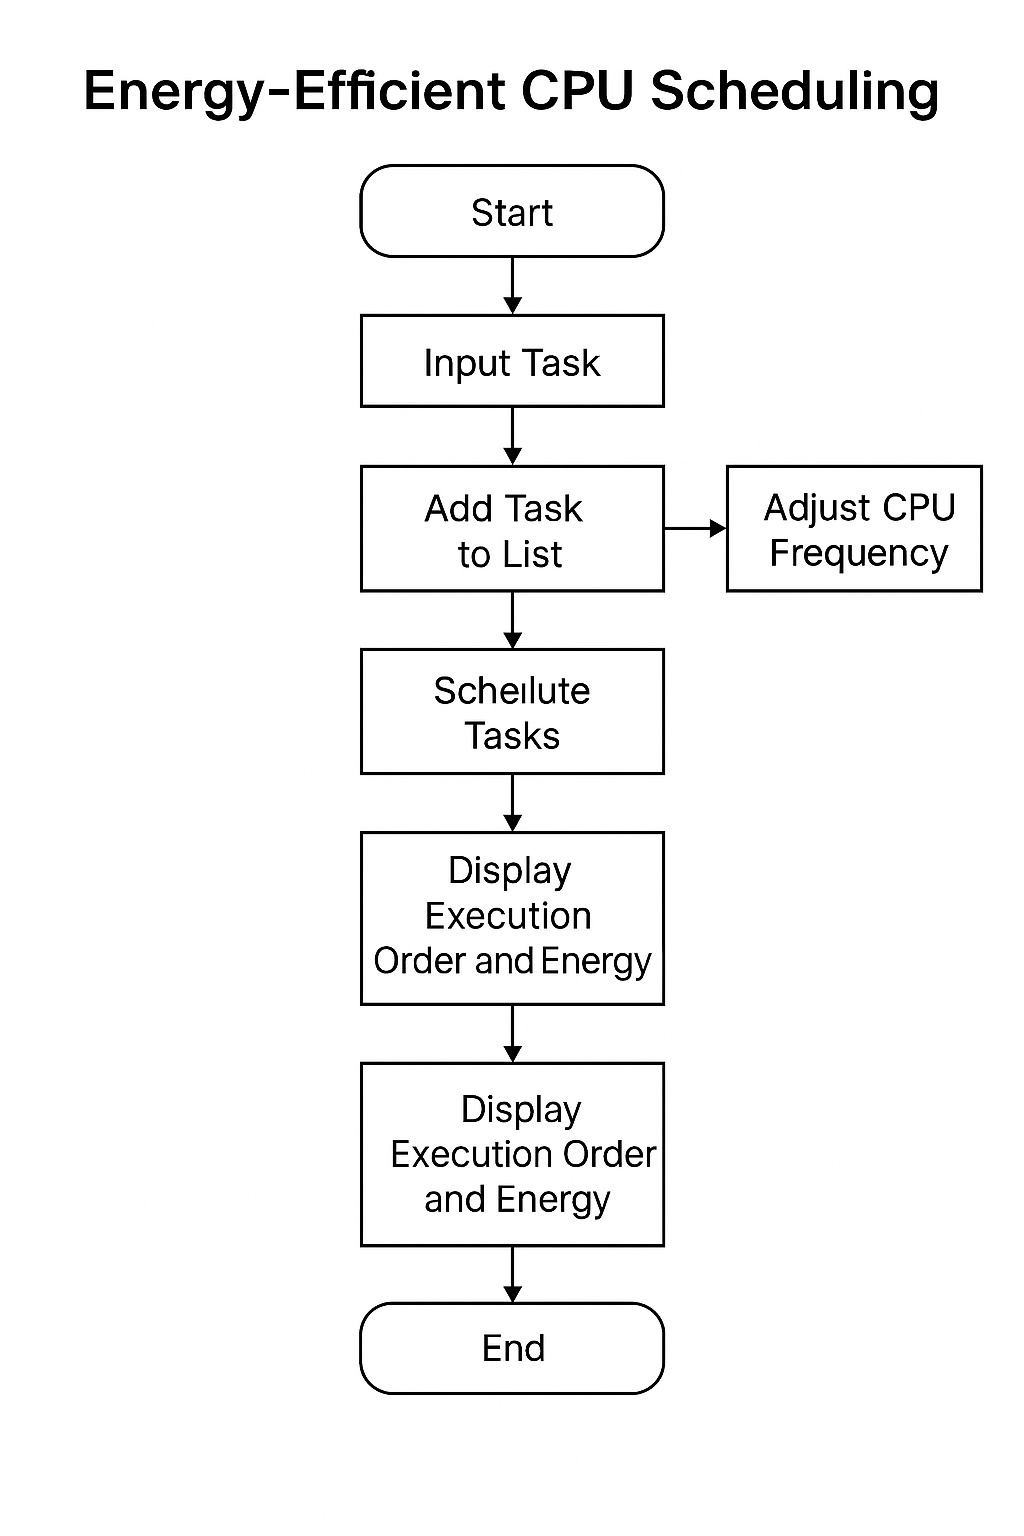 Energy-Efficient CPU Scheduling
Start
Input Task
Add Task
to List
Adjust CPU
Frequency
Scheılute
Tasks
Display
Execution
Order and Energy
Display
Execution Order
and Energy
End